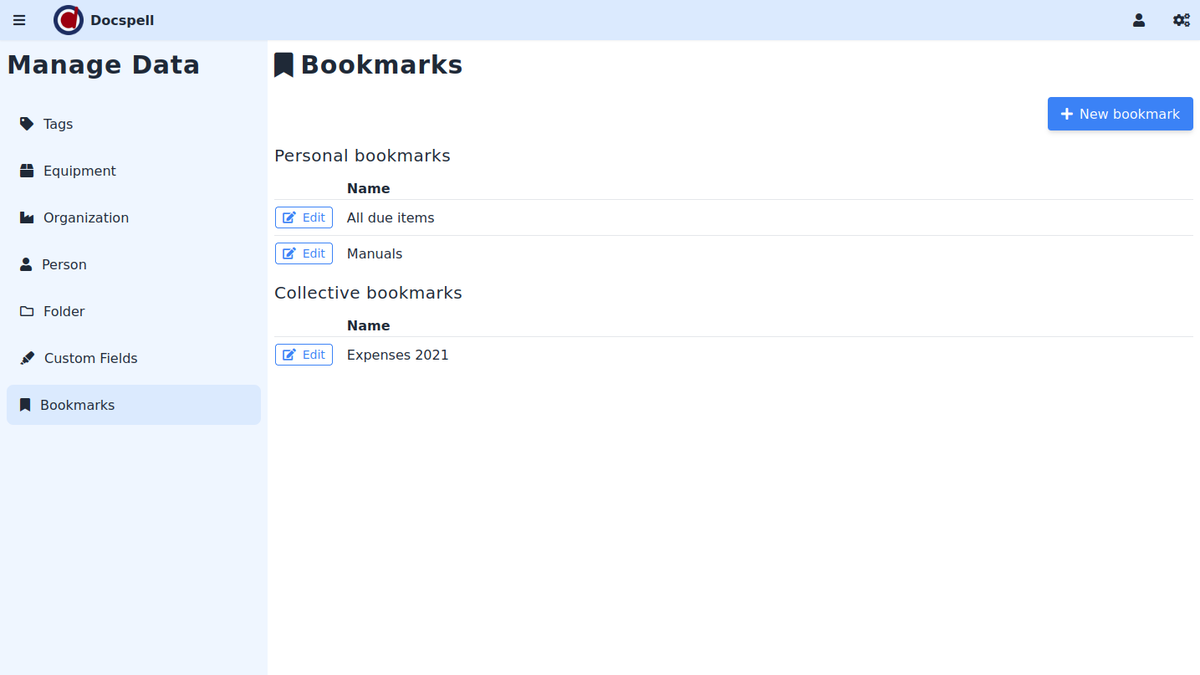 Docspell
Manage Data
Tags
Equipment
Organization
Person
Folder
Custom Fields
Bookmarks
Bookmarks
New bookmark
Personal bookmarks
Name
Edit All due items
Edit Manuals
Collective bookmarks
Name
Edit Expenses 2021